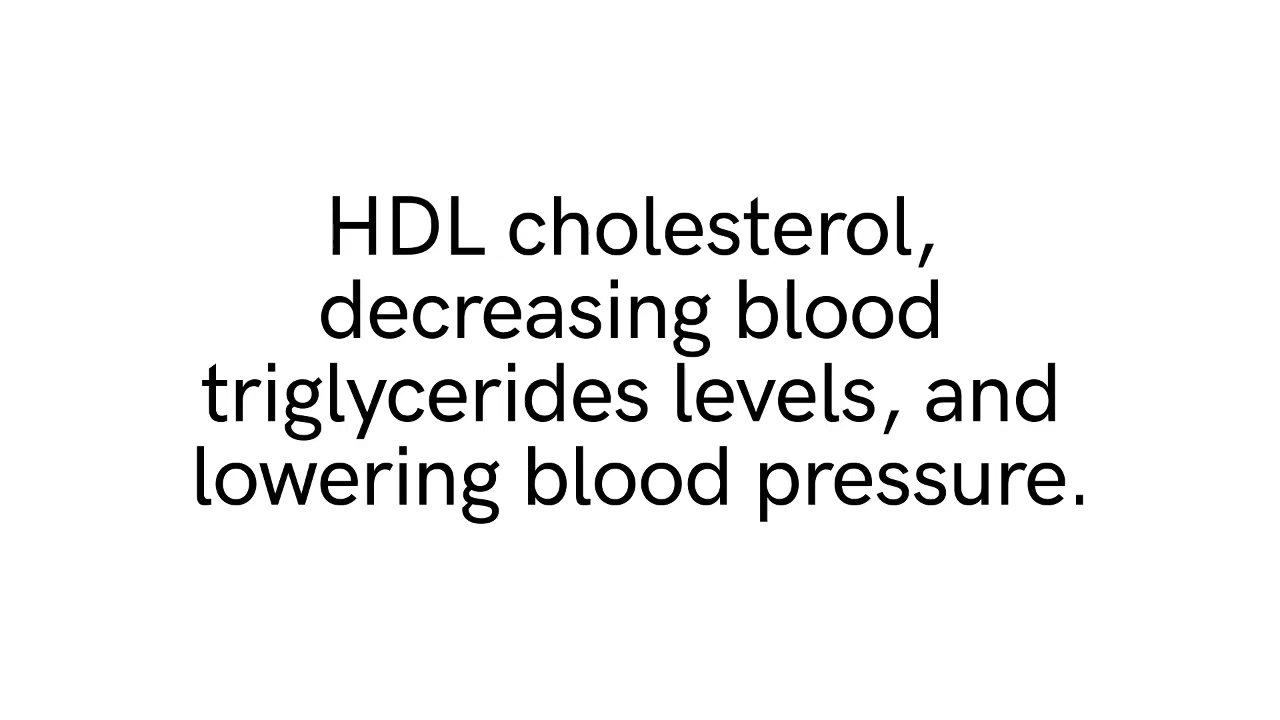 HDL cholesterol,
decreasing blood
triglycerides levels, and
lowering blood pressure.